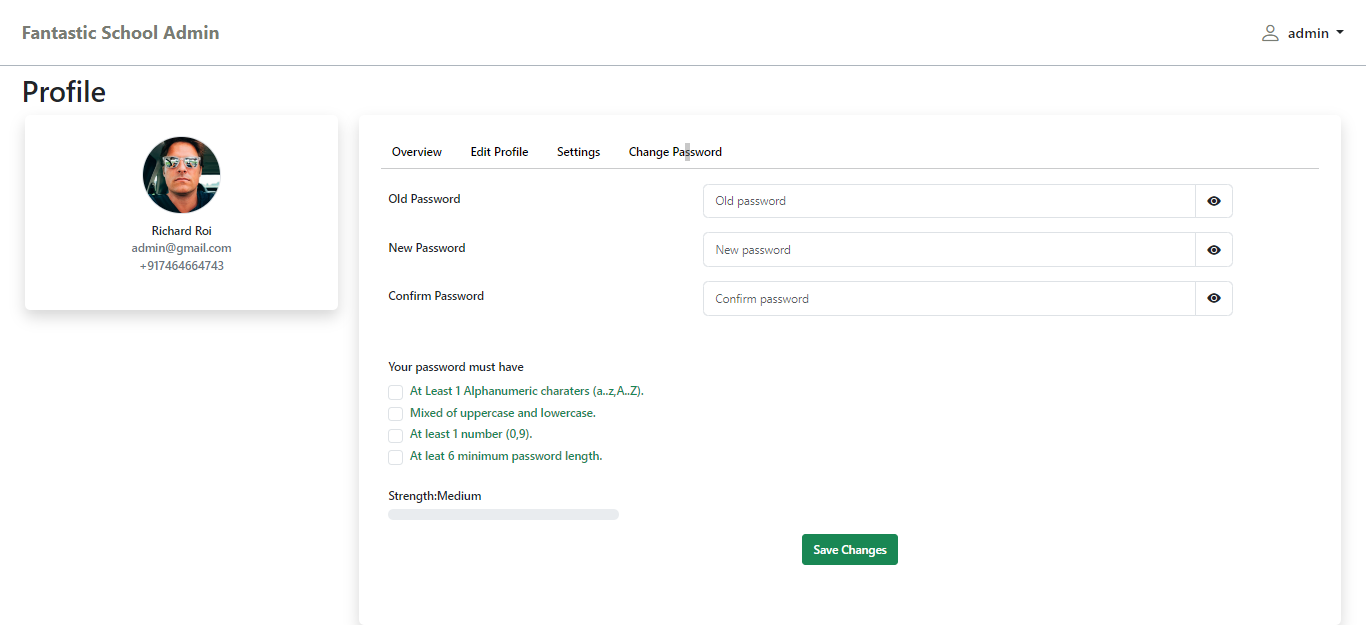 Fantastic School Admin
admin
Profile
Richard Roi
admin@gmail.com
+917464664743
Overview Edit Profile Settings Change Password
Old Password Old password
New Password New password
Confirm Password Confirm password
Your password must have
At Least 1 Alphanumeric charaters (a..z,A..Z).
Mixed of uppercase and lowercase.
At least 1 number (0,9).
At leat 6 minimum password length.
Strength:Medium
Save Changes